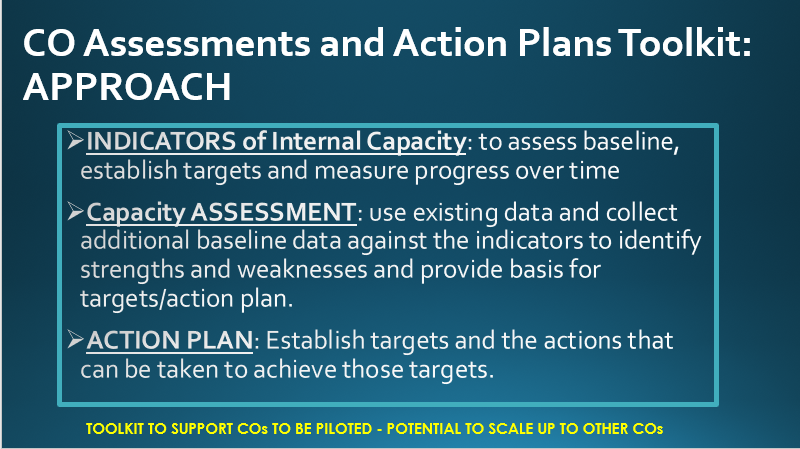 CO Assessments and Action Plans Toolkit:
APPROACH
➢INDICATORS of Internal Capacity: to assess baseline,
establish targets and measure progress over time
➢Capacity ASSESSMENT: use existing data and collect
additional baseline data against the indicators to identify
strengths and weaknesses and provide basis for
targets/action plan.
➢ACTION PLAN: Establish targets and the actions that
can be taken to achieve those targets.
TOOLKIT TO SUPPORT COs TO BE PILOTED - POTENTIAL TO SCALE UP TO OTHER COs